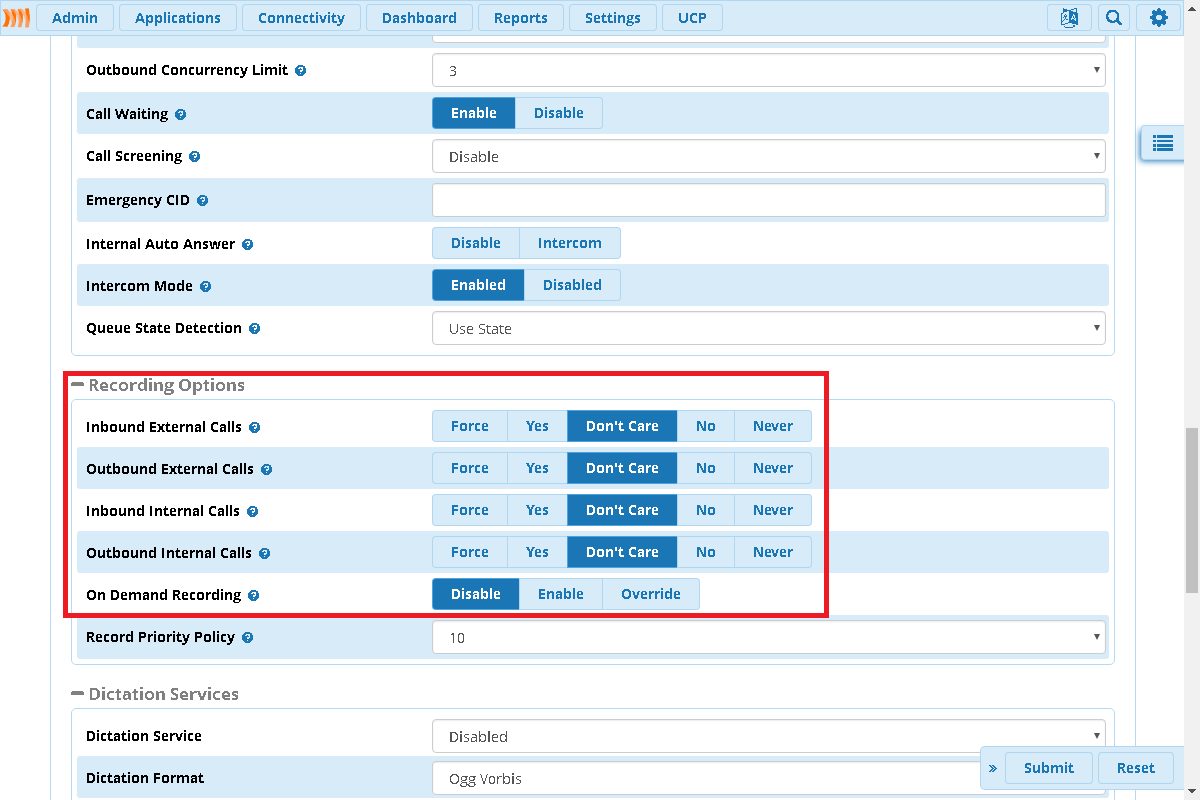 Admin Applications Connectivity Dashboard Reports Settings UCP
Outbound Concurrency Limit 3
Call Waiting Enable Disable
Call Screening Disable
Emergency CID
Internal Auto Answer Disable Intercom
Intercom Mode Enabled Disabled
Queue State Detection Use State
Recording Options
Inbound External Calls Force Yes Don't Care No Never
Outbound External Calls Force Yes Don't Care No Never
Inbound Internal Calls Force Yes Don't Care No Never
Outbound Internal Calls Force Yes Don't Care No Never
On Demand Recording Disable Enable Override
Record Priority Policy 10
Dictation Services
Dictation Service Disabled
» Submit Reset
Dictation Format Ogg Vorbis